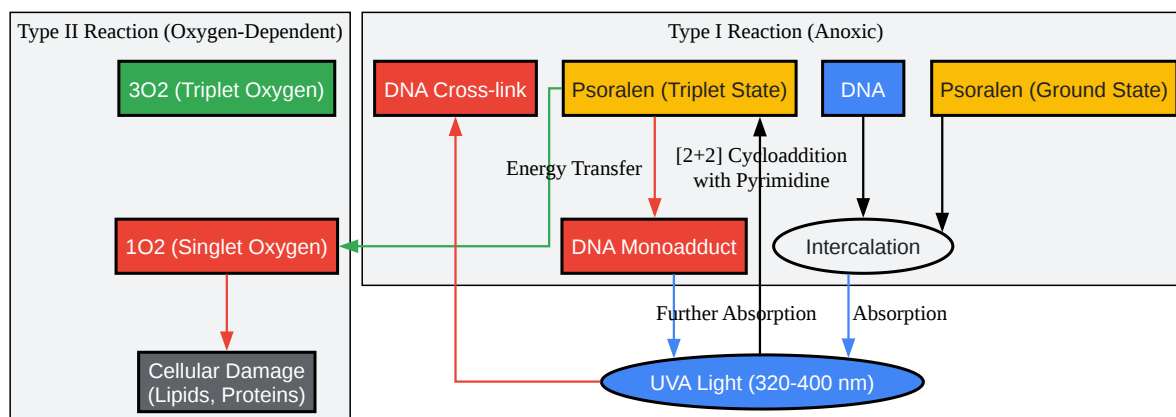 Type II Reaction (Oxygen-Dependent)
Type I Reaction (Anoxic)
3O2 (Triplet Oxygen)
DNA Cross-link
Psoralen (Triplet State)
DNA
Psoralen (Ground State)
Energy Transfer
[2+2] Cycloaddition
with Pyrimidine
1O2 (Singlet Oxygen)
DNA Monoadduct
Intercalation
Further Absorption
Absorption
Cellular Damage
(Lipids, Proteins)
UVA Light (320-400 nm)